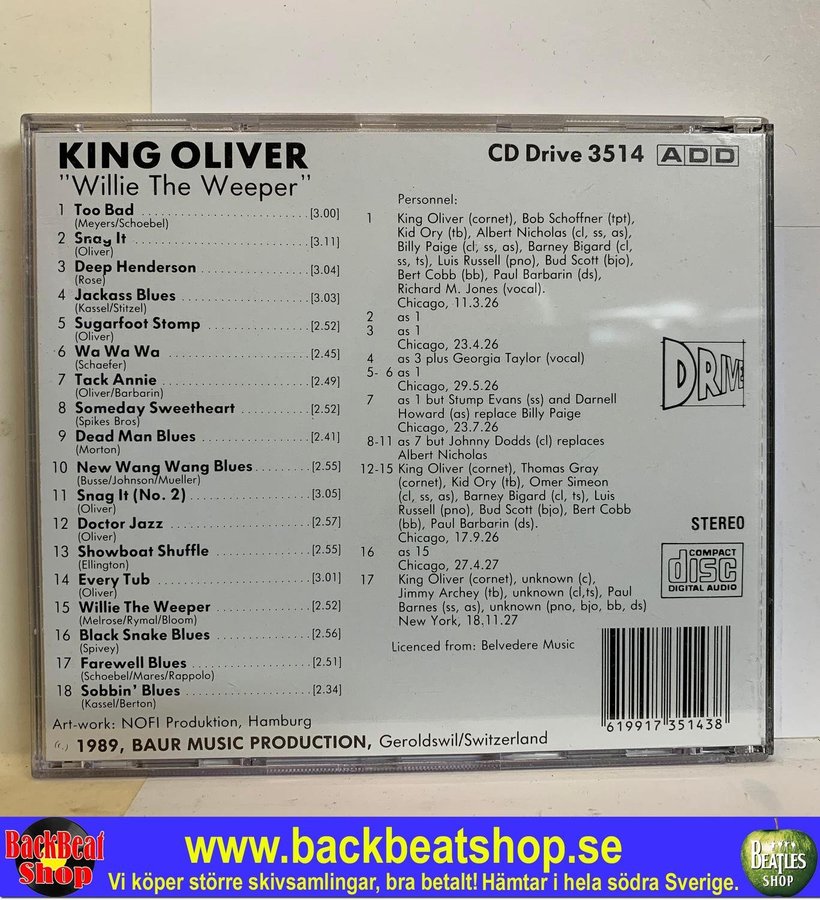 KING OLIVER
"Willie The Weeper"
CD Drive 3514 ADD
1 Too Bad [3.00]
(Meyers/Schoebel)
2 Snag It [3.11]
(Oliver)
3 Deep Henderson [3.04]
(Rose)
4 Jackass Blues [3.03]
(Kassel/Stitzel)
5 Sugarfoot Stomp [2.52]
(Oliver)
6 Wa Wa Wa [2.45]
(Schaefer)
7 Tack Annie [2.49]
(Oliver/Barbarin)
8 Someday Sweetheart [2.52]
(Spikes Bros)
9 Dead Man Blues [2.41]
(Morton)
10 New Wang Wang Blues [2.55]
(Busse/Johnson/Mueller)
11 Snag It (No. 2) [3.05]
(Oliver)
12 Doctor Jazz [2.57]
(Oliver)
13 Showboat Shuffle [2.55]
(Ellington)
14 Every Tub [3.01]
(Oliver)
15 Willie The Weeper [2.52]
(Melrose/Rymal/Bloom)
16 Black Snake Blues [2.56]
(Spivey)
17 Farewell Blues [2.51]
(Schoebel/Mares/Rappolo)
18 Sobbin' Blues [2.34]
(Kassel/Berton)
Personnel:
1 King Oliver (cornet), Bob Schoffner (tpt),
Kid Ory (tb), Albert Nicholas (cl, ss, as),
Billy Paige (cl, ss, as), Barney Bigard (cl,
ss, ts), Luis Russell (pno), Bud Scott (bjo),
Bert Cobb (bb), Paul Barbarin (ds),
Richard M. Jones (vocal).
Chicago, 11.3.26
2 as 1
3 as 1
Chicago, 23.4.26
4 as 3 plus Georgia Taylor (vocal)
5- 6 as 1
Chicago, 29.5.26
7 as 1 but Stump Evans (ss) and Darnell
Howard (as) replace Billy Paige
Chicago, 23.7.26
8-11 as 7 but Johnny Dodds (cl) replaces
Albert Nicholas
12-15 King Oliver (cornet), Thomas Gray
(cornet), Kid Ory (tb), Omer Simeon
(cl, ss, as), Barney Bigard (cl, ts), Luis
Russell (pno), Bud Scott (bjo), Bert Cobb
(bb), Paul Barbarin (ds).
Chicago, 17.9.26
16 as 15
Chicago, 27.4.27
17 King Oliver (cornet), unknown (c),
Jimmy Archey (tb), unknown (cl,ts), Paul
Barnes (ss, as), unknown (pno, bjo, bb, ds)
New York, 18.11.27
Licenced from: Belvedere Music
DRIVE
STEREO
COMPACT
disc
DIGITAL AUDIO
619917 351438
Art-work: NOFI Produktion, Hamburg
1989, BAUR MUSIC PRODUCTION, Geroldswil/Switzerland
BackBeat
Shop
www.backbeatshop.se
Vi köper större skivsamlingar, bra betalt! Hämtar i hela södra Sverige.
BEATLES
SHOP